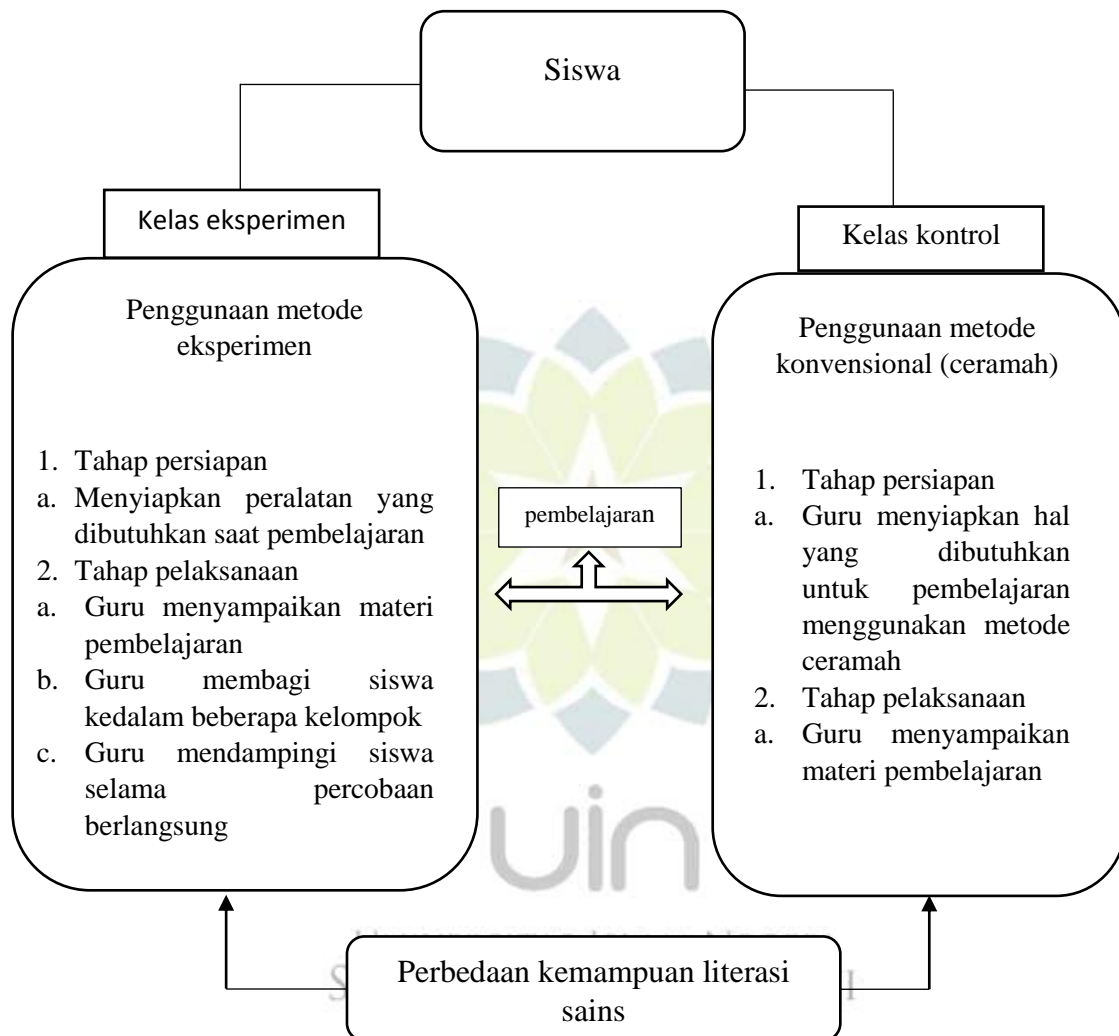 Siswa
Kelas eksperimen
Penggunaan metode
eksperimen
1. Tahap persiapan
a. Menyiapkan peralatan yang
dibutuhkan saat pembelajaran
2. Tahap pelaksanaan
a. Guru menyampaikan materi
pembelajaran
b. Guru membagi siswa
kedalam beberapa kelompok
c. Guru mendampingi siswa
selama percobaan
berlangsung
pembelajaran
Kelas kontrol
Penggunaan metode
konvensional (ceramah)
1. Tahap persiapan
a. Guru menyiapkan hal
yang dibutuhkan
untuk pembelajaran
menggunakan metode
ceramah
2. Tahap pelaksanaan
a. Guru menyampaikan
materi pembelajaran
uin
Perbedaan kemampuan literasi
sains